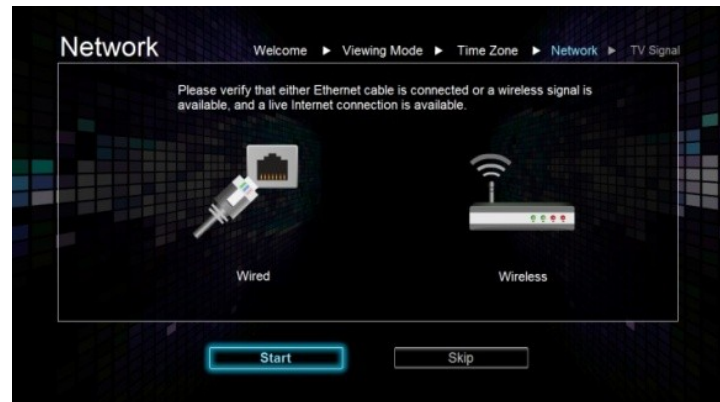 Network
Welcome ▶ Viewing Mode ▶ Time Zone ▶ Network ▶ TV Signal
Please verify that either Ethernet cable is connected or a wireless signal is
available, and a live Internet connection is available.
Wired Wireless
Start Skip